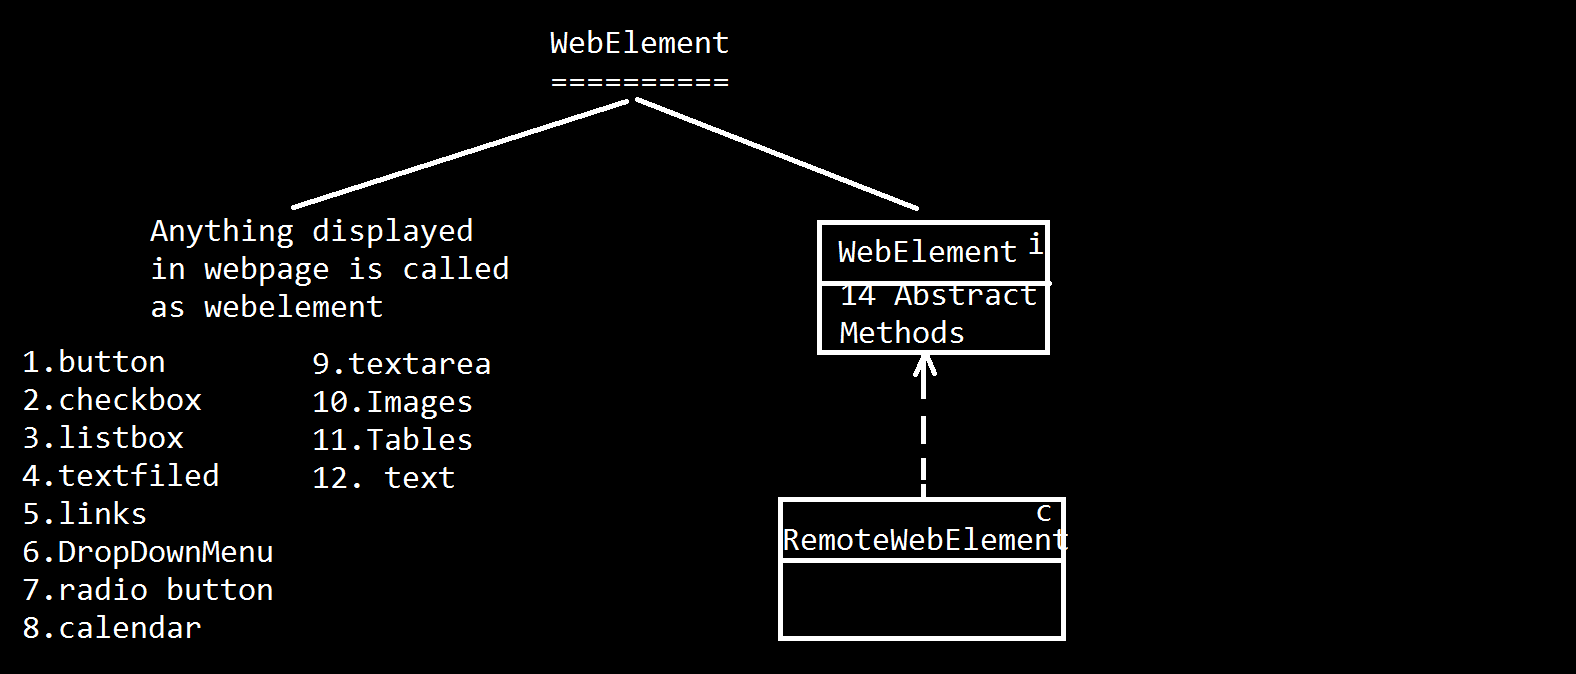 WebElement
==========
Anything displayed
in webpage is called
as webelement
1.button
2.checkbox
3.listbox
4.textfiled
5.links
6.DropDownMenu
7.radio button
8.calendar
9.textarea
10.Images
11.Tables
12. text
WebElement i
14 Abstract
Methods
c
RemoteWebElement